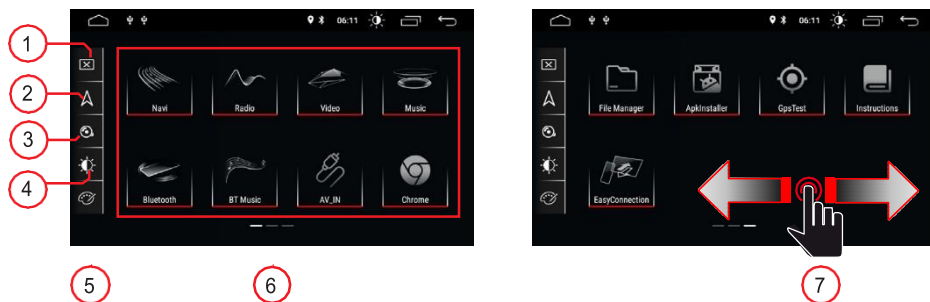 06:11
06:11
1
2
3
4
Navi Radio Video Music
Bluetooth BT Music AV_IN Chrome
File Manager ApkInstaller GpsTest Instructions
EasyConnection
5 6 7